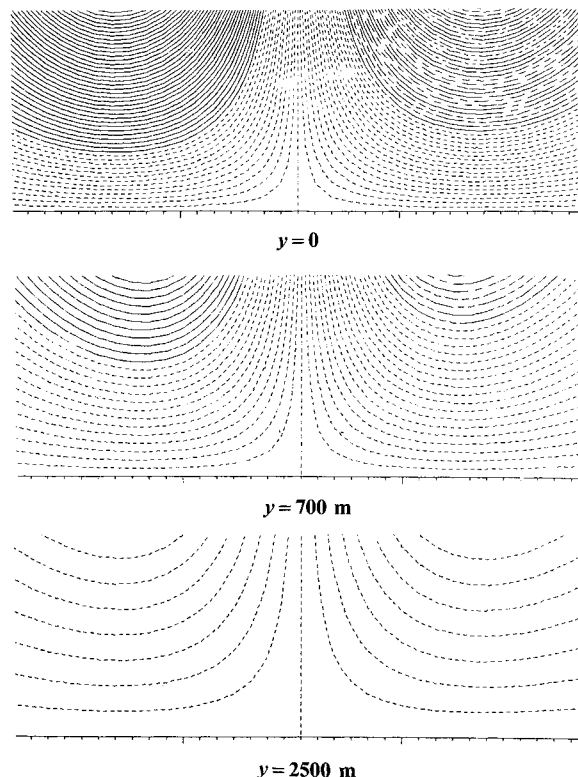 y = 0
y = 700 m
y = 2500 m